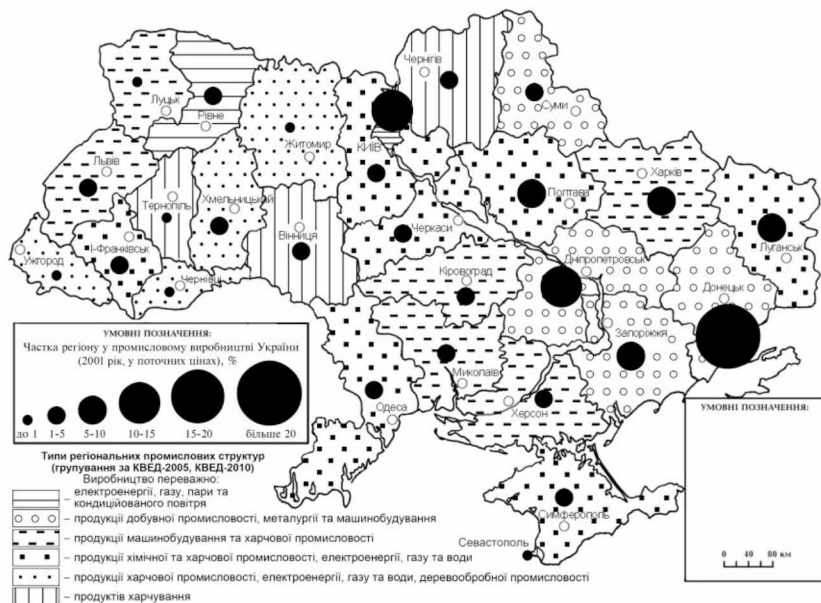 Чернігів
Суми
Луцьк
Рівне
Житомир
КИЇВ
Львів
Харків
Полтава
Тернопіль
Хмельницький
Вінниця
Черкаси
Луганськ
Ужгород
І-Франківськ
Чернівці
Кіровоград
Дніпропетровськ
Донецьк
Запоріжжя
Миколаїв
Херсон
Одеса
Симферополь
Севастополь
УМОВНІ ПОЗНАЧЕННЯ:
Частка регіону у промисловому виробництві України
(2001 рік, у поточних цінах), %
до 1 1-5 5-10 10-15 15-20 більше 20
Типи регіональних промислових структур
(групування за КВЕД-2005, КВЕД-2010)
Виробництво переважно:
– електроенергії, газу, пари та
кондиційованого повітря
– продукції добувної промисловості, металургії та машинобудування
– продукції машинобудування та харчової промисловості
– продукції хімічної та харчової промисловості, електроенергії, газу та води
– продукції харчової промисловості, електроенергії, газу та води, деревообробної промисловості
– продуктів харчування
УМОВНІ ПОЗНАЧЕННЯ:
0 40 80 км